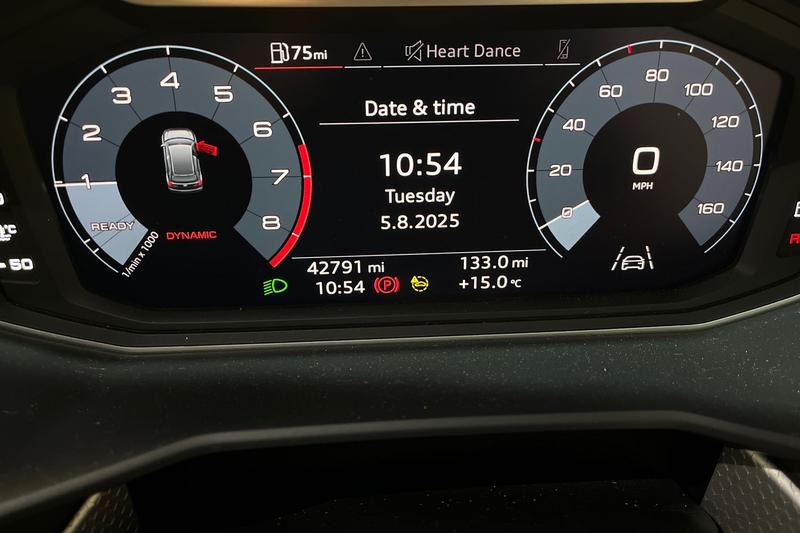 75mi
Heart Dance
Date & time
10:54
Tuesday
5.8.2025
1 2 3 4 5 6 7 8
READY
DYNAMIC
1/min x 1000
0 20 40 60 80 100 120 140 160
0
MPH
42791 mi
133.0 mi
10:54
P
+15.0 °C
°C
50